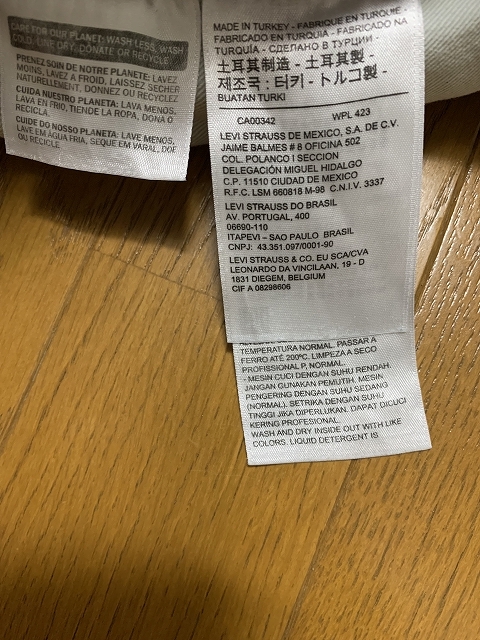 CARE FOR OUR PLANET: WASH LESS, WASH
COLD, LINE DRY, DONATE OR RECYCLE
PRENEZ SOIN DE NOTRE PLANETE: LAVEZ
MOINS, LAVEZ A FROID, LAISSEZ SECHER
NATURELLEMENT, DONNEZ OU RECYCLEZ
CUIDA NUESTRO PLANETA: LAVA MENOS,
LAVA EN FRIO, TIENDE LA ROPA, DONA O
RECICLA.
CUIDE DO NOSSO PLANETA: LAVE MENOS,
LAVE EM AGUA FRIA, SEQUE EM VARAL, DOE
OU RECICLE
MADE IN TURKEY - FABRIQUE EN TURQUIE -
FABRICADO EN TURQUIA - FABRICADO NA
TURQUÍA - СДЕЛАНО В ТУРЦИИ -
土耳其制造 - 土耳其製 -
제조국 : 터키 - トルコ製 -
BUATAN TURKI
CA00342 WPL 423
LEVI STRAUSS DE MEXICO, S.A. DE C.V.
JAIME BALMES # 8 OFICINA 502
COL. POLANCO I SECCION
DELEGACIÓN MIGUEL HIDALGO
C.P. 11510 CIUDAD DE MEXICO
R.F.C. LSM 660818 M-98 C.N.I.V. 3337
LEVI STRAUSS DO BRASIL
AV. PORTUGAL, 400
06690-110
ITAPEVI – SAO PAULO BRASIL
CNPJ: 43.351.097/0001-90
LEVI STRAUSS & CO. EU SCA/CVA
LEONARDO DA VINCILAAN, 19 - D
1831 DIEGEM, BELGIUM
CIF A 08298606
TEMPERATURA NORMAL. PASSAR A
FERRO ATÉ 200ºC. LIMPEZA A SECO
PROFISSIONAL P, NORMAL.
- MESIN CUCI DENGAN SUHU RENDAH.
JANGAN GUNAKAN PEMUTIH. MESIN
PENGERING DENGAN SUHU SEDANG
(NORMAL). SETRIKA DENGAN SUHU
TINGGI JIKA DIPERLUKAN. DAPAT DICUCI
KERING PROFESIONAL.
WASH AND DRY INSIDE OUT WITH LIKE
COLORS. LIQUID DETERGENT IS